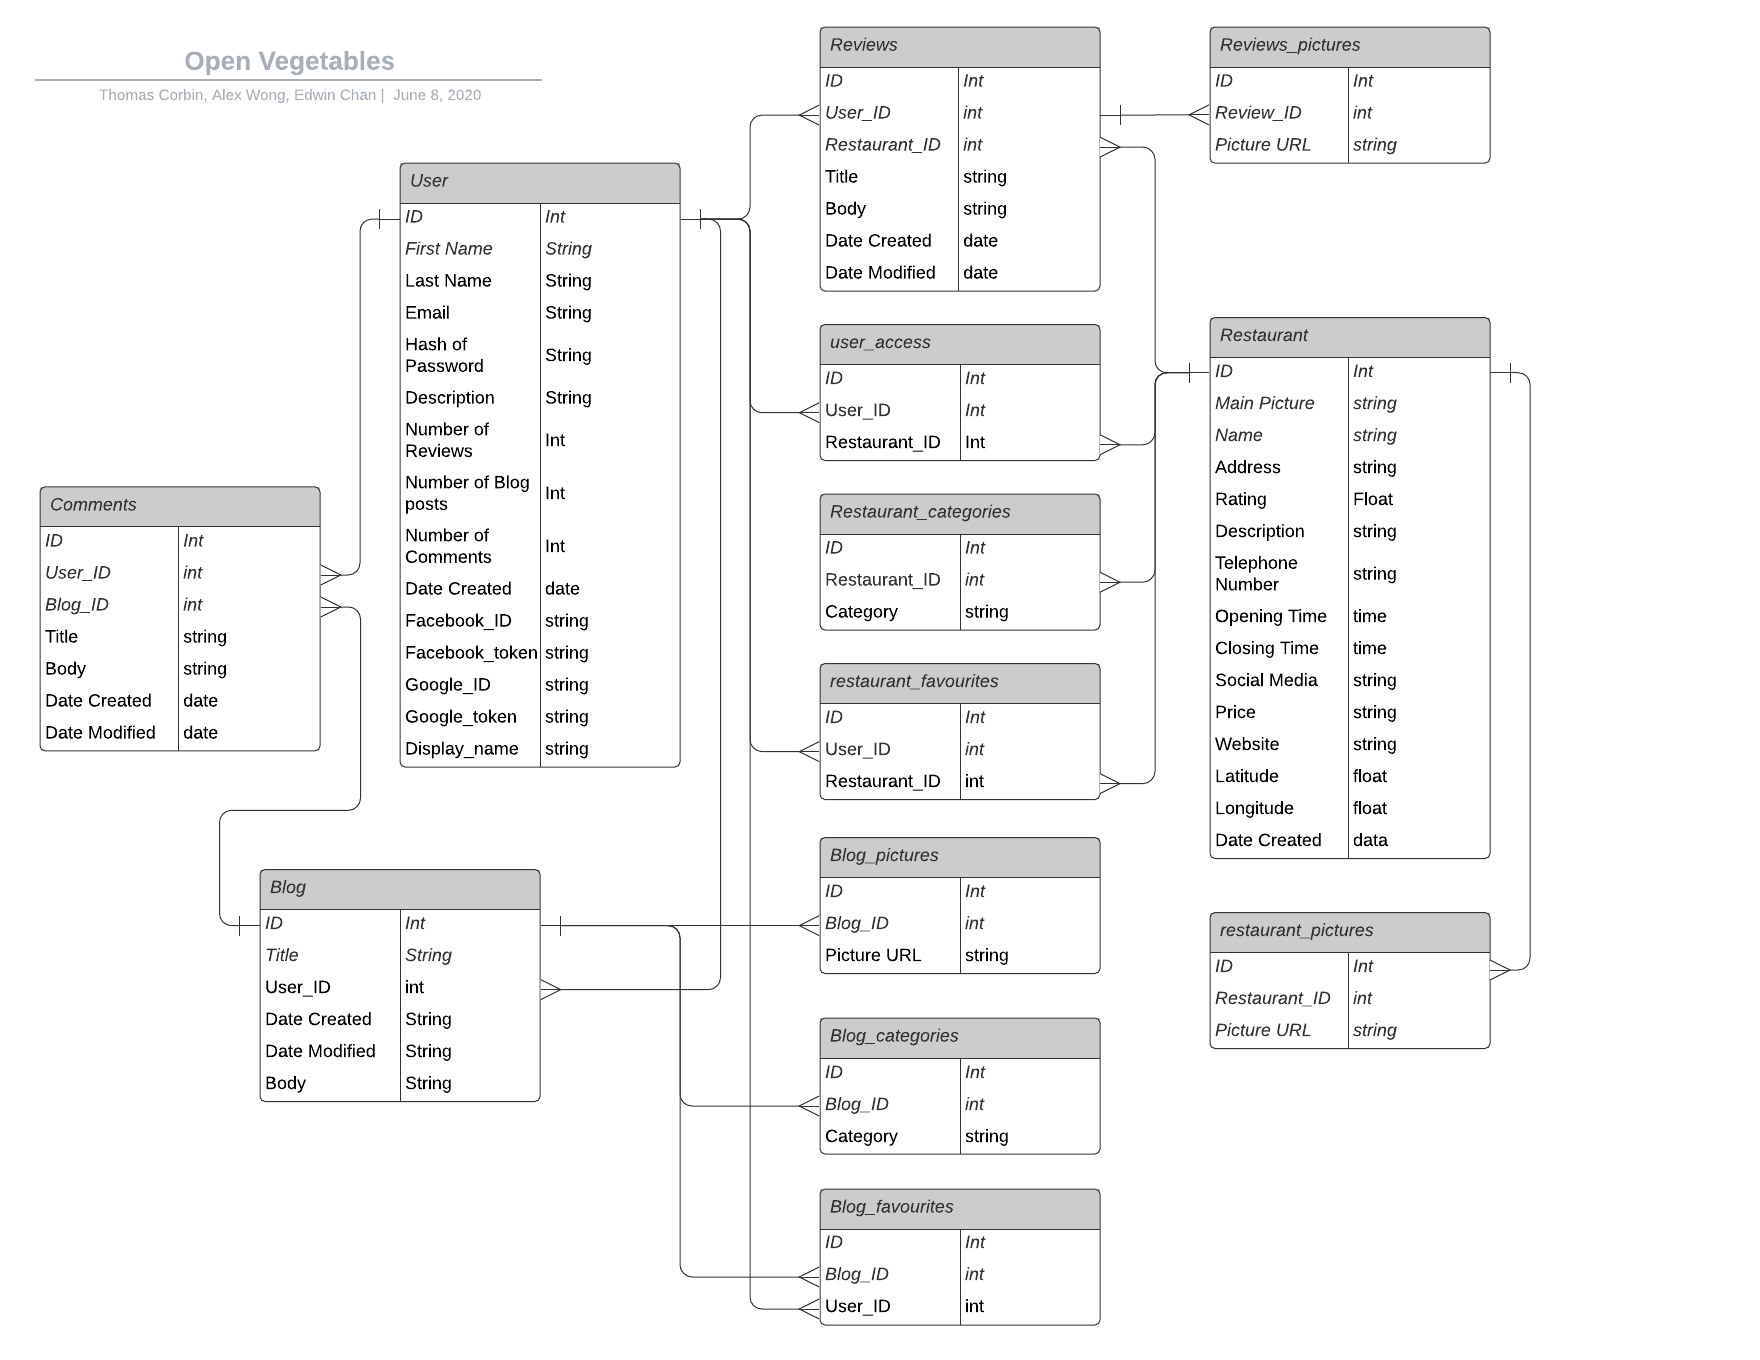 Open Vegetables
Thomas Corbin, Alex Wong, Edwin Chan | June 8, 2020
User
ID Int
First Name String
Last Name String
Email String
Hash of
Password String
Description String
Number of
Reviews Int
Number of Blog
posts Int
Number of
Comments Int
Date Created date
Facebook_ID string
Facebook_token string
Google_ID string
Google_token string
Display_name string
Comments
ID Int
User_ID int
Blog_ID int
Title string
Body string
Date Created date
Date Modified date
Blog
ID Int
Title String
User_ID int
Date Created String
Date Modified String
Body String
Reviews
ID Int
User_ID int
Restaurant_ID int
Title string
Body string
Date Created date
Date Modified date
user_access
ID Int
User_ID Int
Restaurant_ID Int
Restaurant_categories
ID Int
Restaurant_ID int
Category string
restaurant_favourites
ID Int
User_ID int
Restaurant_ID int
Blog_pictures
ID Int
Blog_ID int
Picture URL string
Blog_categories
ID Int
Blog_ID int
Category string
Blog_favourites
ID Int
Blog_ID int
User_ID int
Reviews_pictures
ID Int
Review_ID int
Picture URL string
Restaurant
ID Int
Main Picture string
Name string
Address string
Rating Float
Description string
Telephone
Number string
Opening Time time
Closing Time time
Social Media string
Price string
Website string
Latitude float
Longitude float
Date Created data
restaurant_pictures
ID Int
Restaurant_ID int
Picture URL string